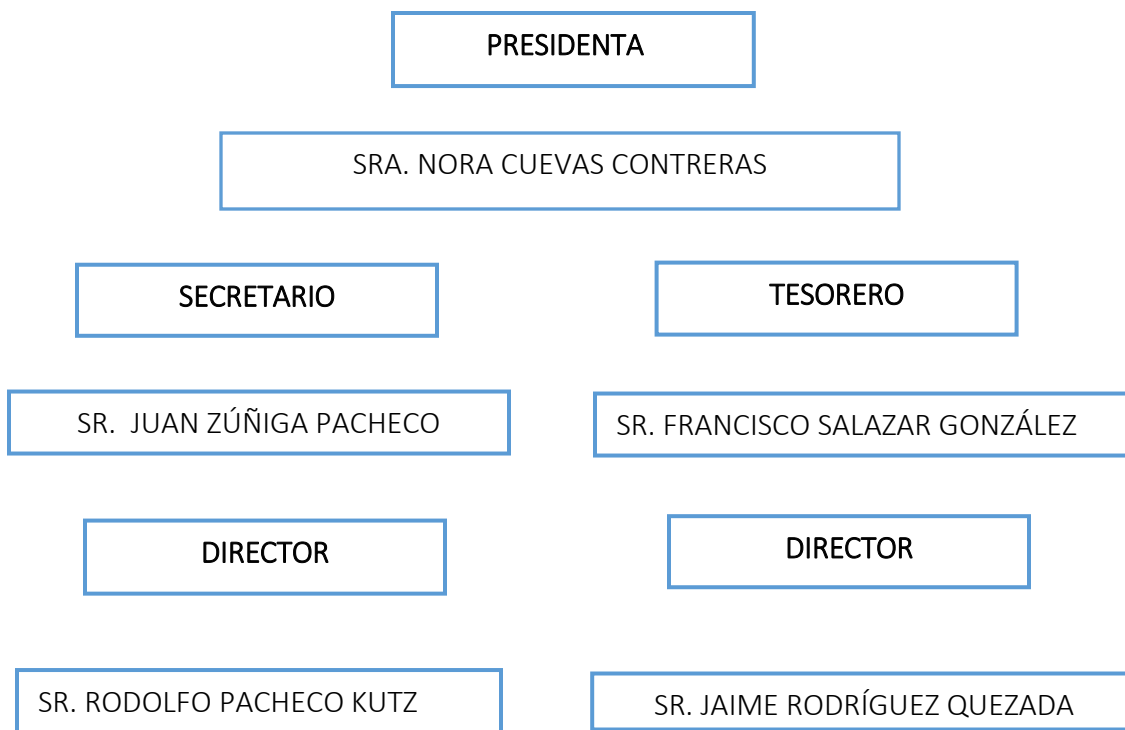 PRESIDENTA
SRA. NORA CUEVAS CONTRERAS
SECRETARIO
TESORERO
SR.  JUAN ZÚÑIGA PACHECO
SR. FRANCISCO SALAZAR GONZÁLEZ
DIRECTOR
DIRECTOR
SR. RODOLFO PACHECO KUTZ
SR. JAIME RODRÍGUEZ QUEZADA